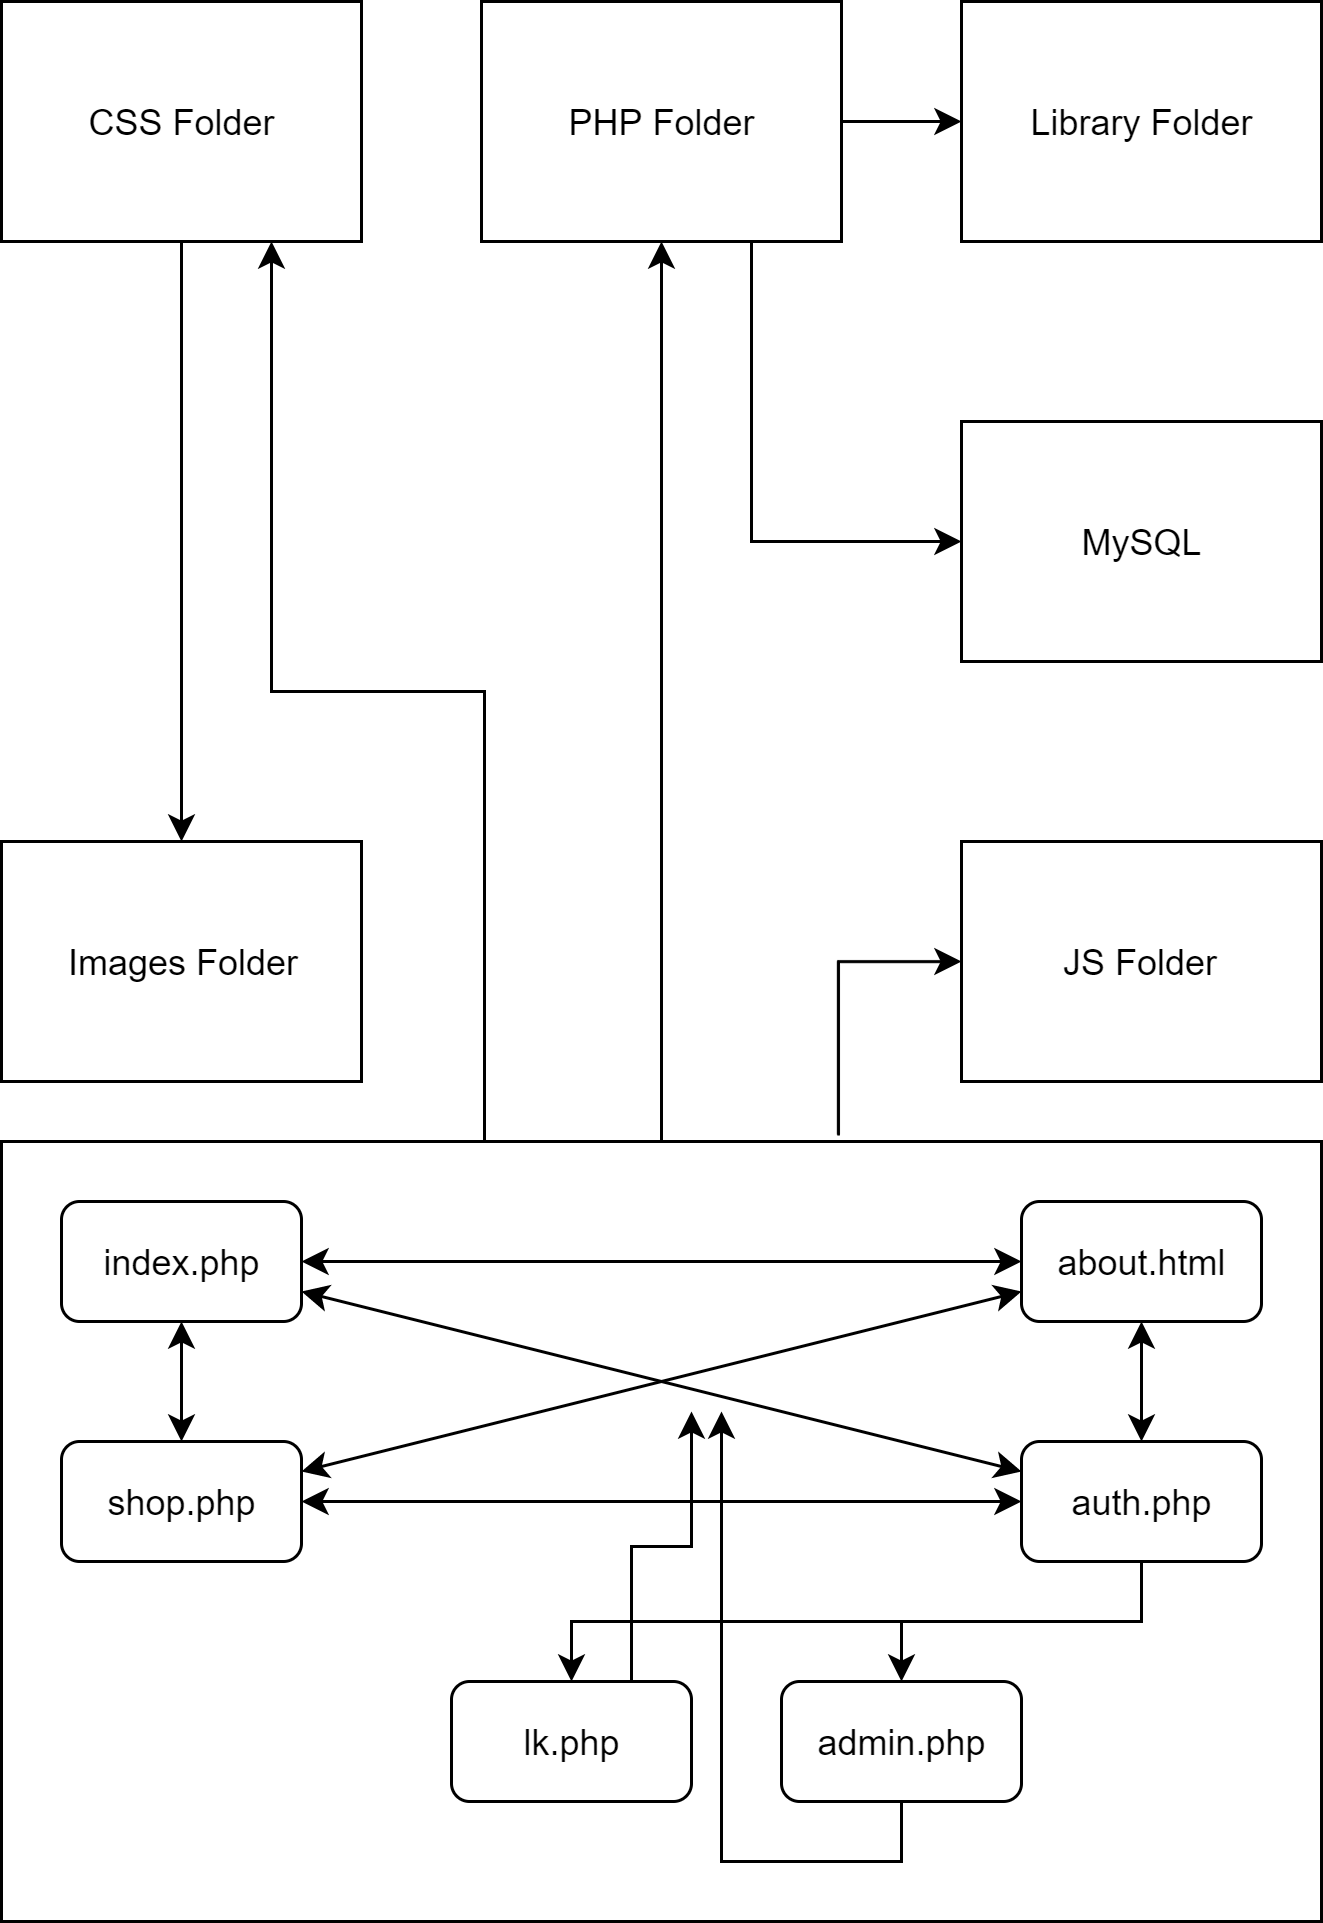 CSS Folder
PHP Folder
Library Folder
MySQL
Images Folder
JS Folder
index.php
about.html
shop.php
auth.php
lk.php
admin.php